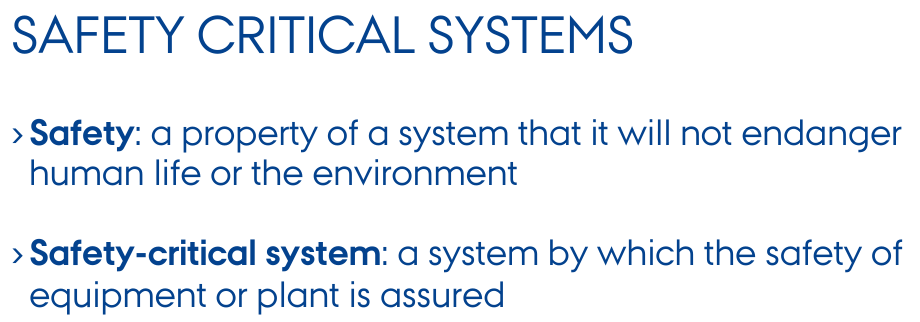 SAFETY CRITICAL SYSTEMS
› Safety: a property of a system that it will not endanger
human life or the environment
› Safety-critical system: a system by which the safety of
equipment or plant is assured